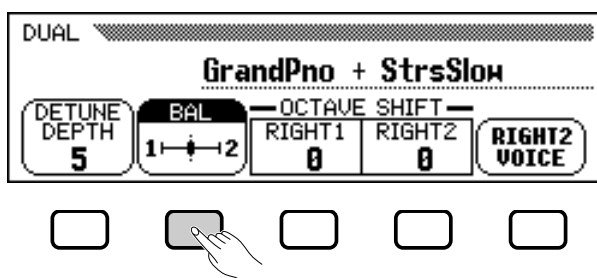 DUAL
GrandPno + StrsSlow
DETUNE DEPTH 5
BAL
1 2
OCTAVE SHIFT
RIGHT1 0
RIGHT2 0
RIGHT2 VOICE